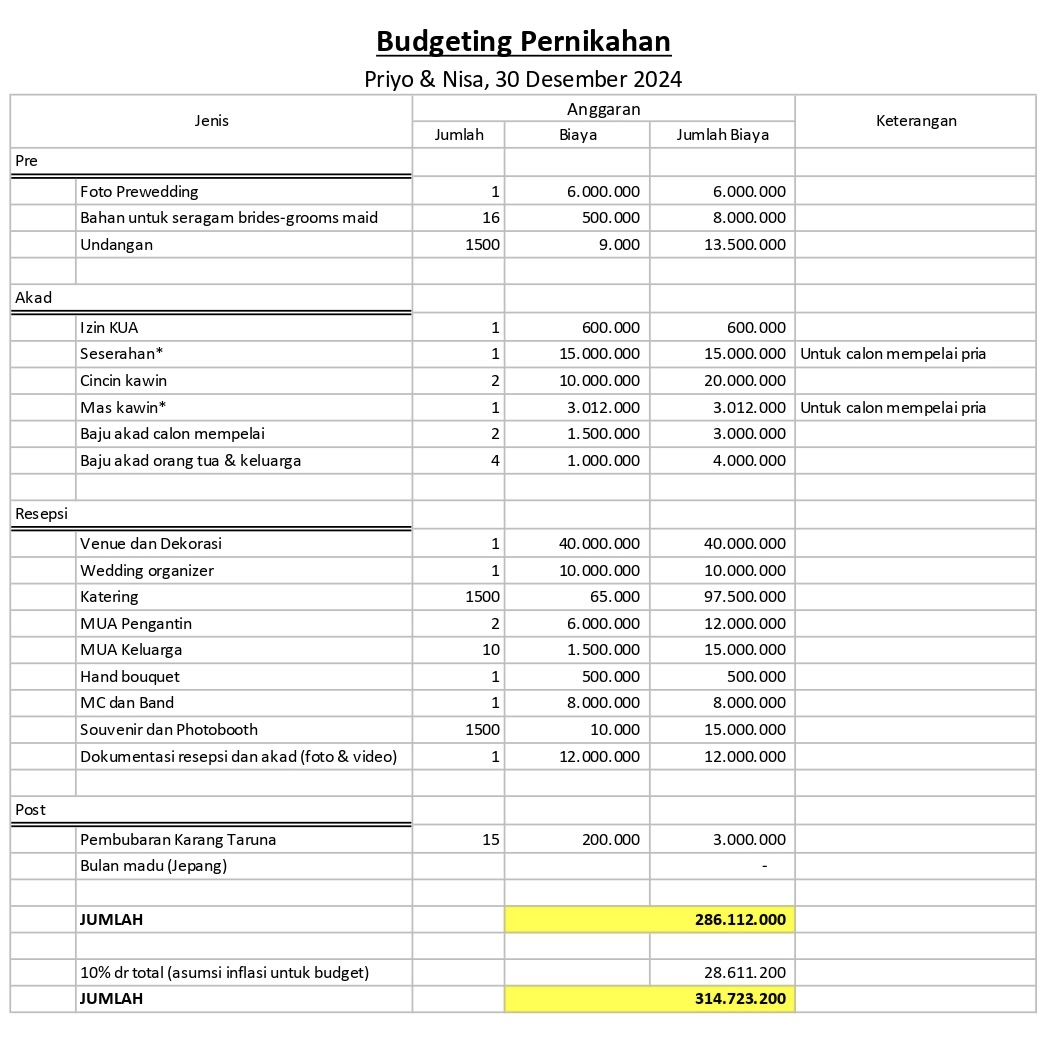 Budgeting Pernikahan
Priyo & Nisa, 30 Desember 2024
Jenis Anggaran Keterangan
Jumlah Biaya Jumlah Biaya
Pre
Foto Prewedding 1 6.000.000 6.000.000
Bahan untuk seragam brides-grooms maid 16 500.000 8.000.000
Undangan 1500 9.000 13.500.000
Akad
Izin KUA 1 600.000 600.000
Seserahan* 1 15.000.000 15.000.000 Untuk calon mempelai pria
Cincin kawin 2 10.000.000 20.000.000
Mas kawin* 1 3.012.000 3.012.000 Untuk calon mempelai pria
Baju akad calon mempelai 2 1.500.000 3.000.000
Baju akad orang tua & keluarga 4 1.000.000 4.000.000
Resepsi
Venue dan Dekorasi 1 40.000.000 40.000.000
Wedding organizer 1 10.000.000 10.000.000
Katering 1500 65.000 97.500.000
MUA Pengantin 2 6.000.000 12.000.000
MUA Keluarga 10 1.500.000 15.000.000
Hand bouquet 1 500.000 500.000
MC dan Band 1 8.000.000 8.000.000
Souvenir dan Photobooth 1500 10.000 15.000.000
Dokumentasi resepsi dan akad (foto & video) 1 12.000.000 12.000.000
Post
Pembubaran Karang Taruna 15 200.000 3.000.000
Bulan madu (Jepang) -
JUMLAH 286.112.000
10% dr total (asumsi inflasi untuk budget) 28.611.200
JUMLAH 314.723.200